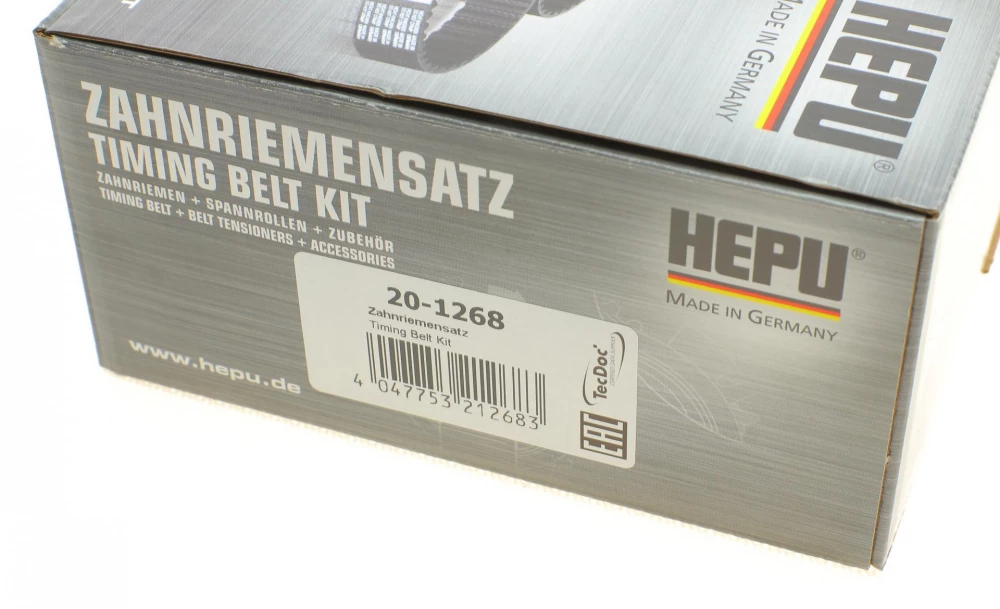 T
MADE IN GERMANY
HEPU®
ZAHNRIEMENSATZ
TIMING BELT KIT
ZAHNRIEMEN + SPANNROLLEN + ZUBEHÖR
TIMING BELT + BELT TENSIONERS + ACCESSORIES
HEPU®
MADE IN GERMANY
20-1268
Zahnriemensatz
Timing Belt Kit
4 047753 212683
TecDoc
EAC
www.hepu.de